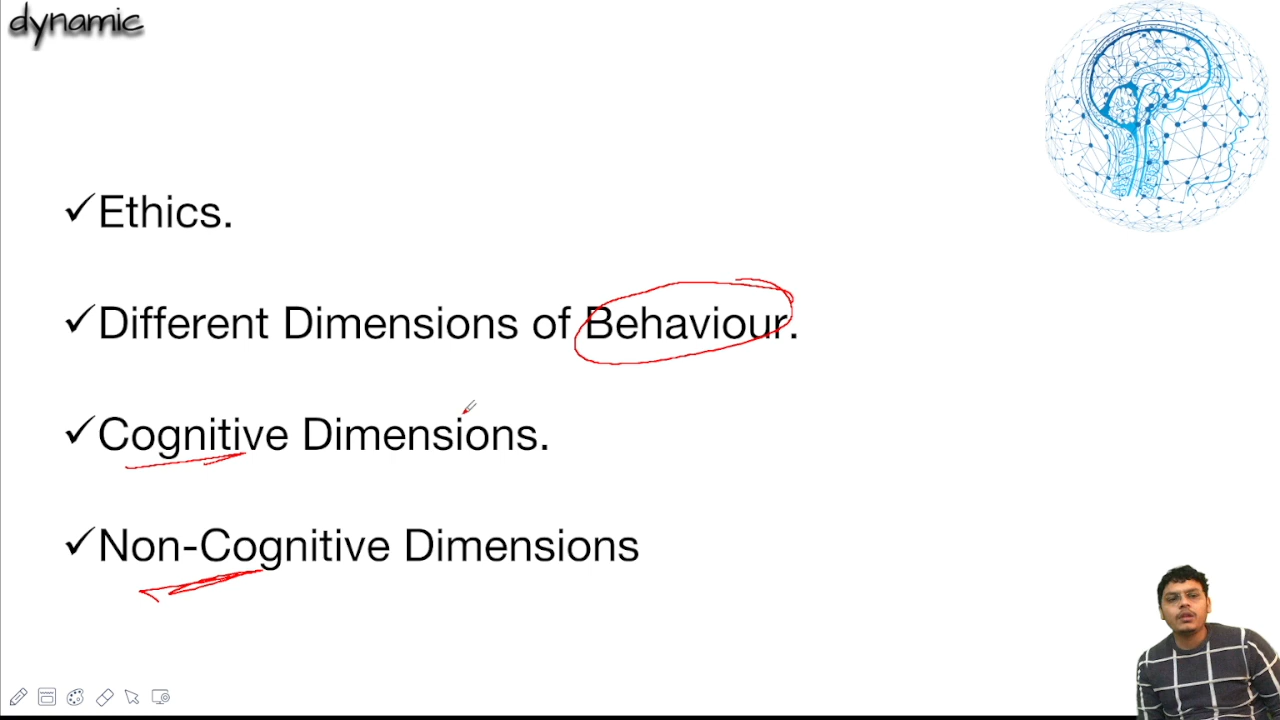 dynamic
✓Ethics.
✓Different Dimensions of Behaviour.
✓Cognitive Dimensions.
✓Non-Cognitive Dimensions